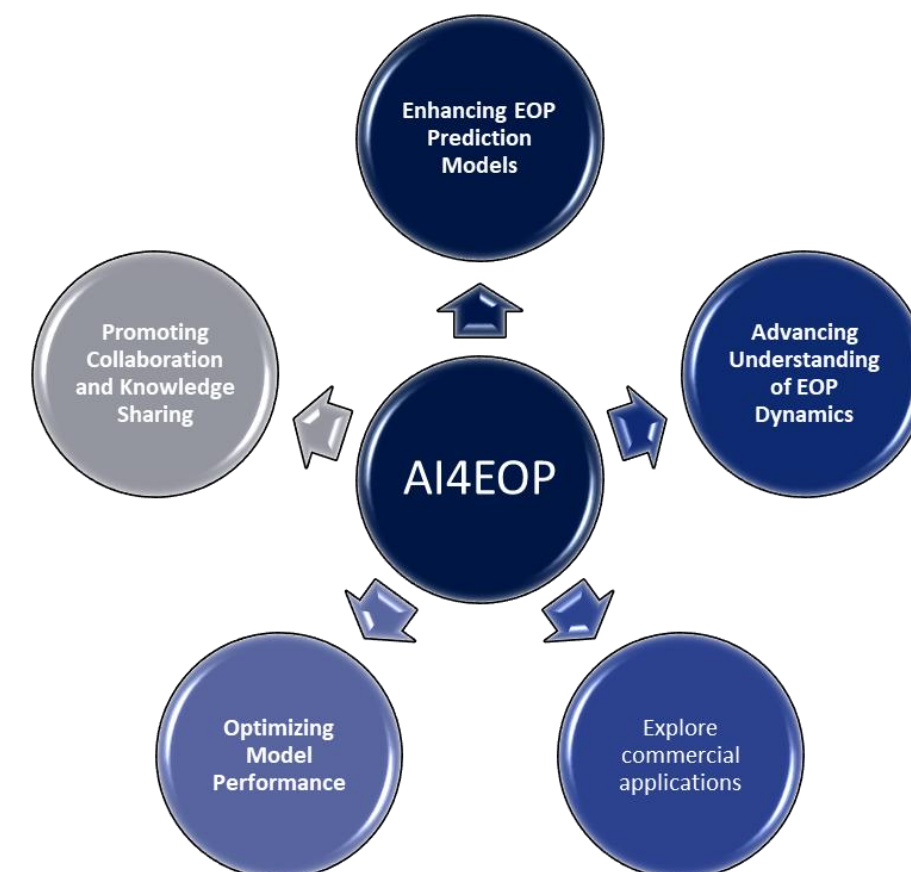 Enhancing EOP
Prediction
Models
Promoting
Collaboration
and Knowledge
Sharing
Advancing
Understanding
of EOP
Dynamics
AI4EOP
Optimizing
Model
Performance
Explore
commercial
applications